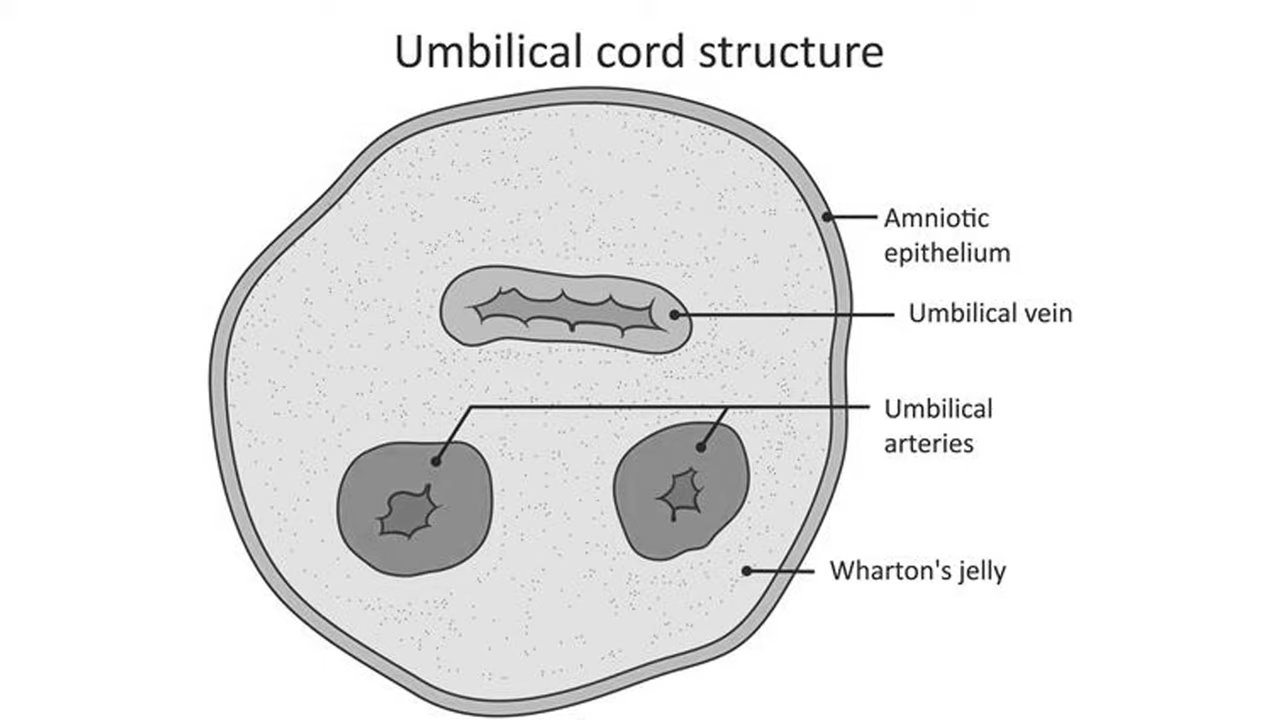 Umbilical cord structure
Amniotic
epithelium
Umbilical vein
Umbilical
arteries
Wharton's jelly